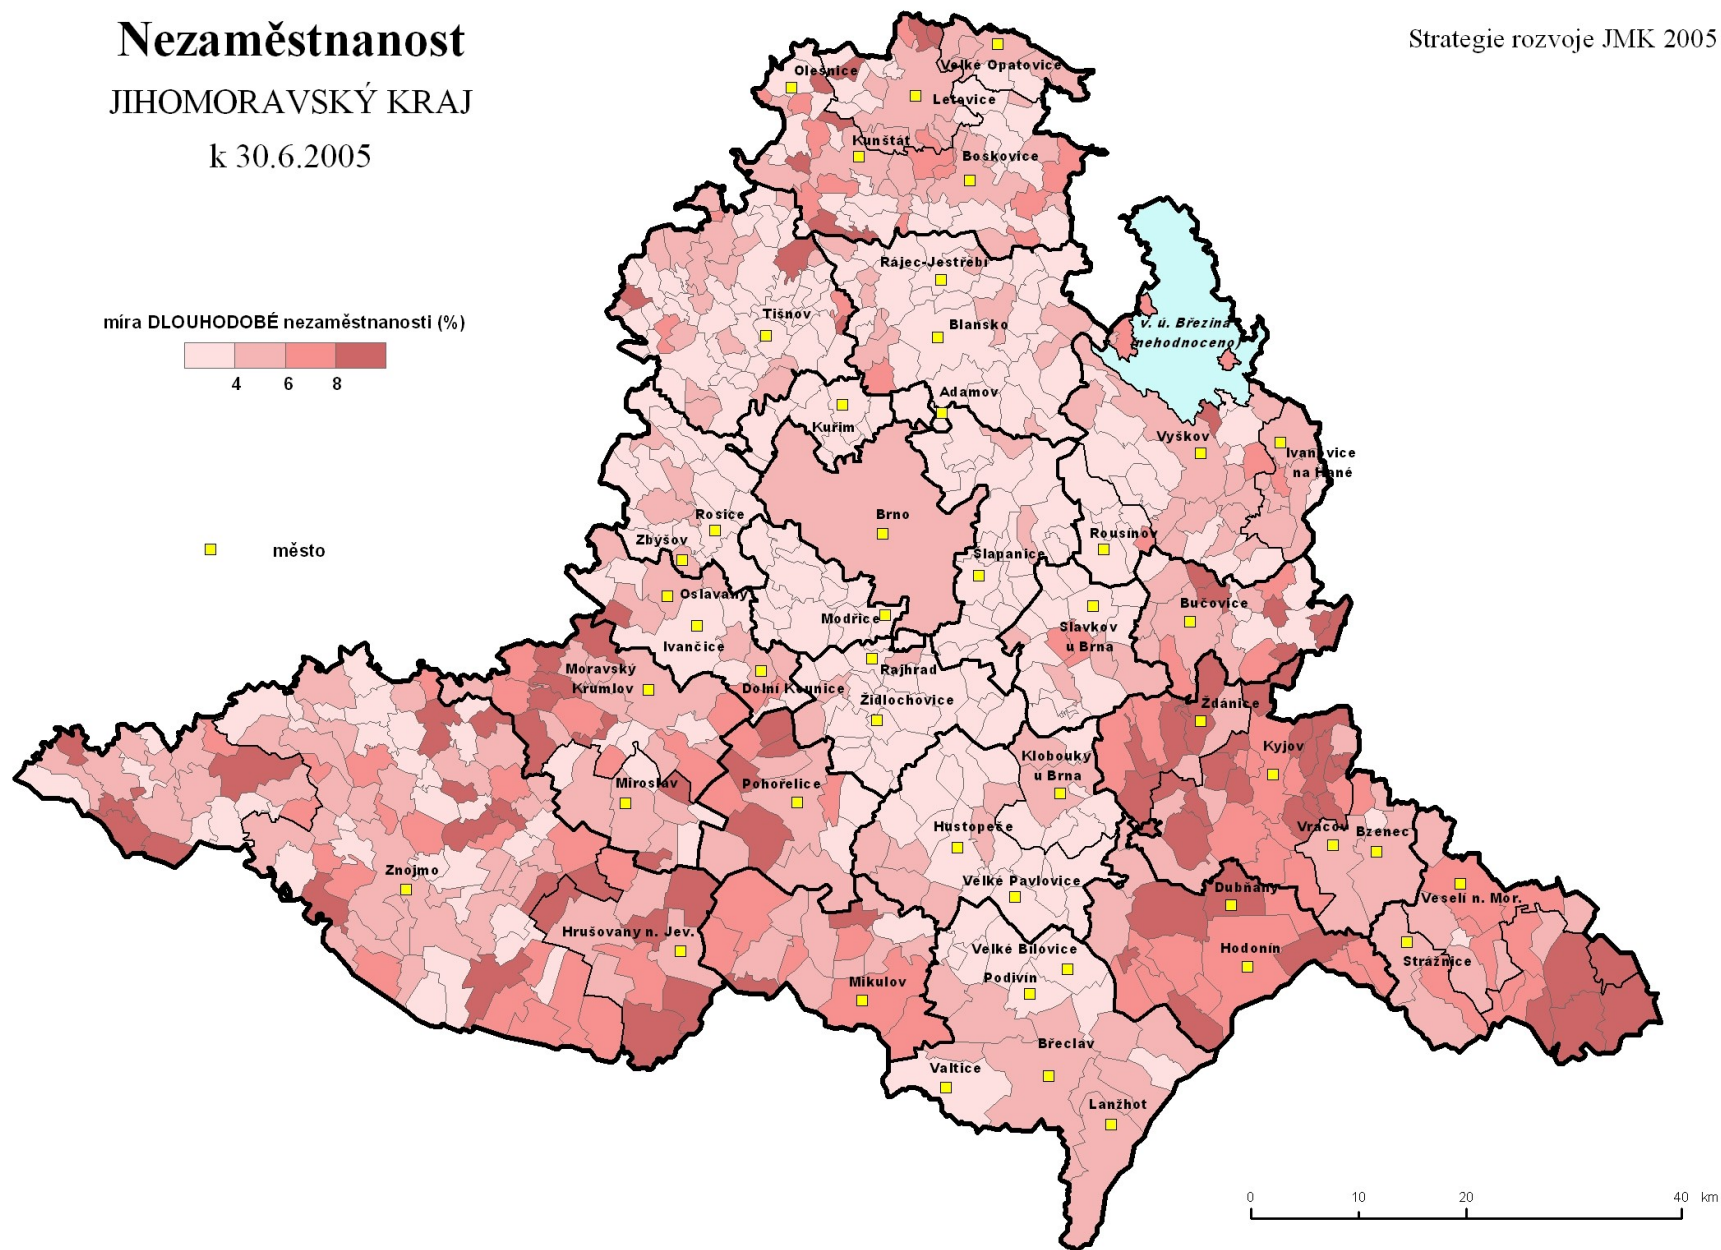 Nezaměstnanost
JIHOMORAVSKÝ KRAJ
k 30.6.2005
Strategie rozvoje JMK 2005
míra DLOUHODOBÉ nezaměstnanosti (%)
4 6 8
město
Olešnice
Velké Opatovice
Letovice
Kunštát
Boskovice
Rájec-Jestřebí
Tišnov
Blansko
v. ú. Březina
(nehodnoceno)
Adamov
Kuřim
Vyškov
Ivanovice
na Hané
Rosice
Brno
Zbýšov
Rousínov
Šlapanice
Oslavany
Bučovice
Modřice
Slavkov
u Brna
Ivančice
Rajhrad
Moravský
Krumlov
Dolní Kounice
Židlochovice
Ždánice
Kyjov
Klobouky
u Brna
Miroslav
Pohořelice
Hustopeče
Vracov
Bzenec
Znojmo
Velké Pavlovice
Dubňany
Veselí n. Mor.
Hrušovany n. Jev.
Velké Bílovice
Hodonín
Strážnice
Podivín
Mikulov
Břeclav
Valtice
Lanžhot
0 10 20 40 km